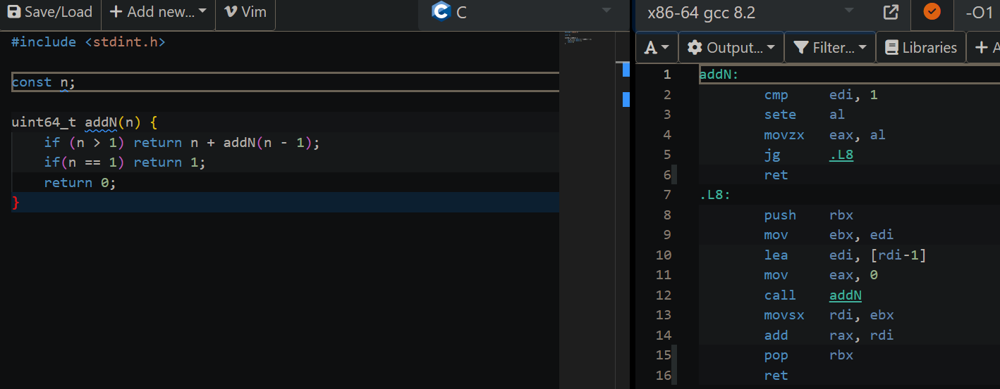 Save/Load + Add new... Vim
C
x86-64 gcc 8.2 -O1
A Output... Filter... Libraries + A
#include <stdint.h>
const n;
uint64_t addN(n) {
    if (n > 1) return n + addN(n - 1);
    if(n == 1) return 1;
    return 0;
}
1 addN:
2         cmp     edi, 1
3         sete    al
4         movzx   eax, al
5         jg      .L8
6         ret
7 .L8:
8         push    rbx
9         mov     ebx, edi
10         lea     edi, [rdi-1]
11         mov     eax, 0
12         call    addN
13         movsx   rdi, ebx
14         add     rax, rdi
15         pop     rbx
16         ret